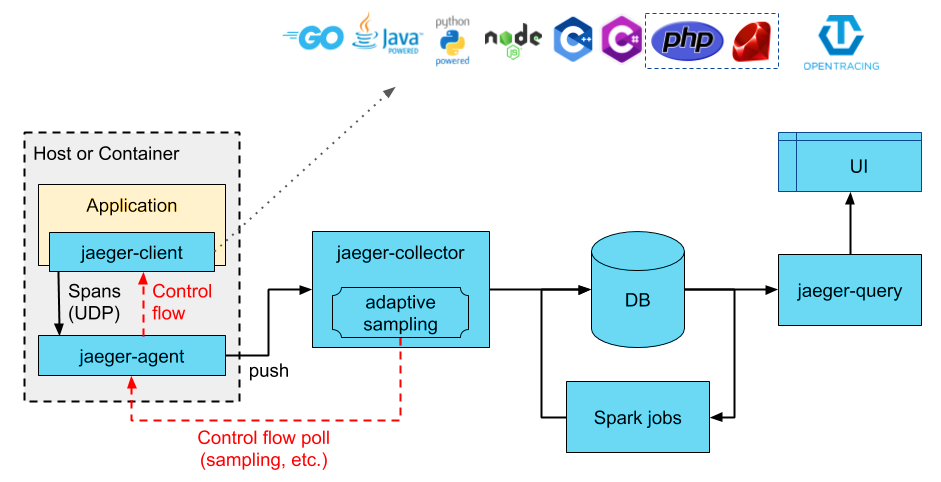 GO
Java
POWERED
python
powered
node
JS
C++
C#
php
OPENTRACING
Host or Container
Application
jaeger-client
Spans
(UDP)
Control
flow
jaeger-agent
push
jaeger-collector
adaptive
sampling
Control flow poll
(sampling, etc.)
DB
Spark jobs
UI
jaeger-query